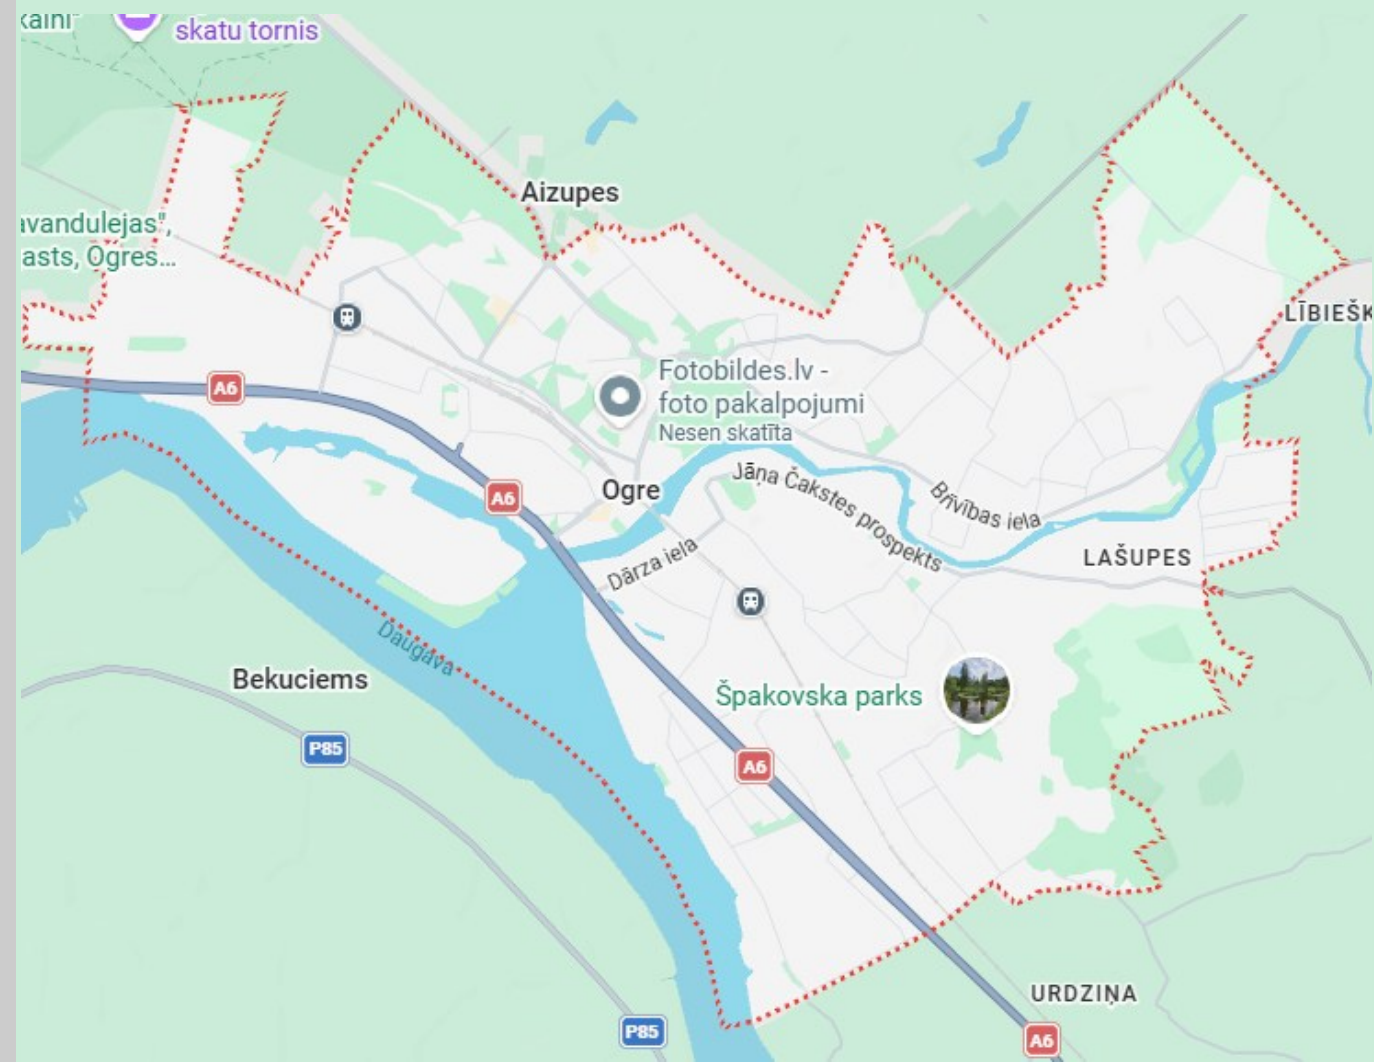 skatu tornis
Aizupes
avandulejas",
asts, Ogres...
LĪBIEŠK
A6
Fotobildes.lv -
foto pakalpojumi
Nesen skatīta
Jāņa Čakstes prospekts
Brīvības iela
Ogre
A6
LAŠUPES
Dārza iela
Daugava
Bekuciems
Špakovska parks
P85
A6
URDZIŅA
P85
A6